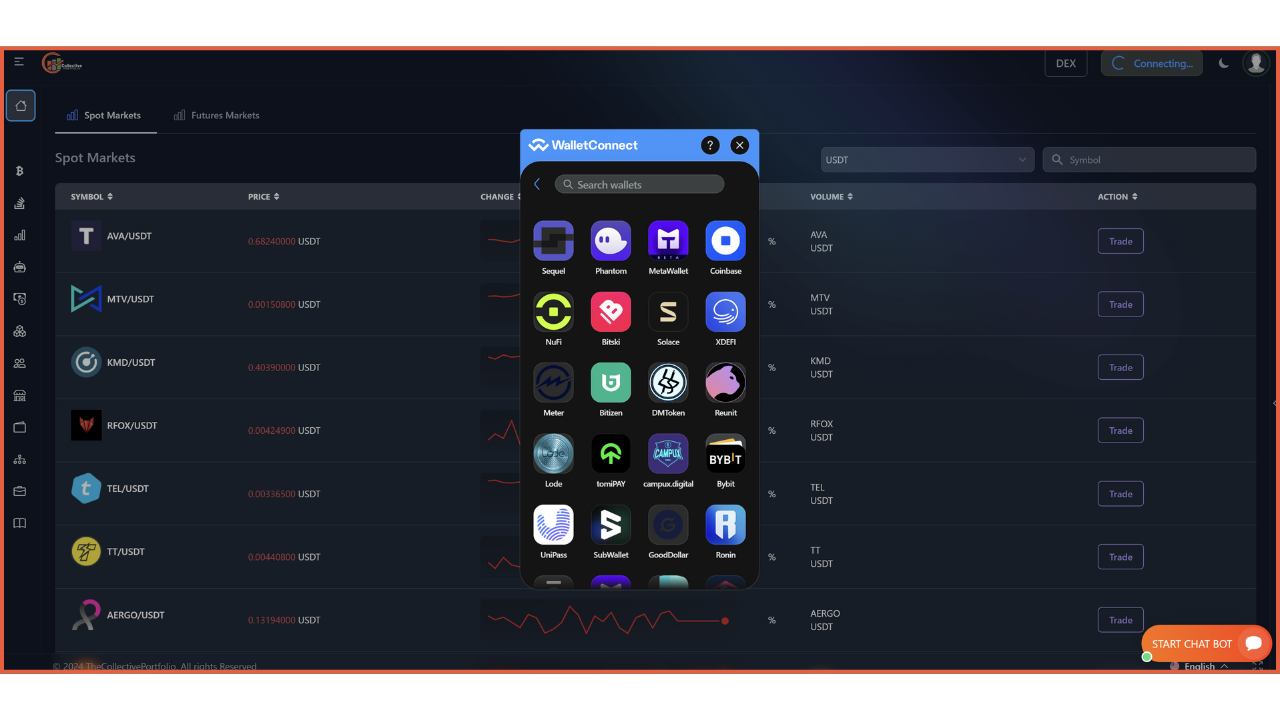 Collective
DEX
Connecting...
Spot Markets
Futures Markets
Spot Markets
USDT
Symbol
SYMBOL
PRICE
CHANGE
VOLUME
ACTION
AVA/USDT
0.68240000 USDT
%
AVA
USDT
Trade
MTV/USDT
0.00150800 USDT
%
MTV
USDT
Trade
KMD/USDT
0.40390000 USDT
%
KMD
USDT
Trade
RFOX/USDT
0.00424900 USDT
%
RFOX
USDT
Trade
TEL/USDT
0.00336500 USDT
%
TEL
USDT
Trade
TT/USDT
0.00440800 USDT
%
TT
USDT
Trade
AERGO/USDT
0.13194000 USDT
%
AERGO
USDT
Trade
WalletConnect
?
Search wallets
Sequel
Phantom
BETA
MetaWallet
Coinbase
NuFi
Bitski
Solace
XDEFI
Meter
Bitizen
DMToken
Reunit
Lode
Lode
tomiPAY
CAMPUX
campux.digital
BYBIT
Bybit
UniPass
SubWallet
GoodDollar
Ronin
START CHAT BOT
© 2024 TheCollectivePortfolio. All rights Reserved
English